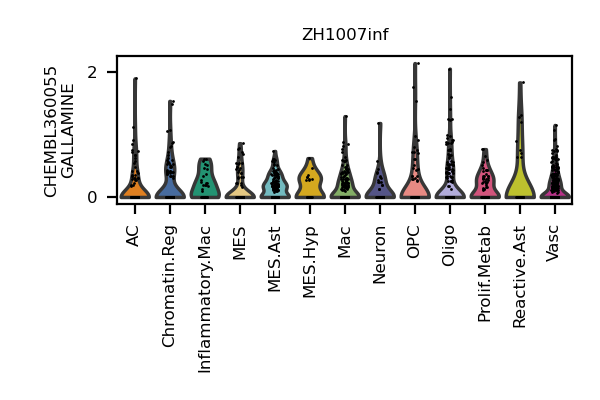 ZH1007inf
CHEMBL360055
GALLAMINE
2
0
AC
Chromatin.Reg
Inflammatory.Mac
MES
MES.Ast
MES.Hyp
Mac
Neuron
OPC
Oligo
Prolif.Metab
Reactive.Ast
Vasc